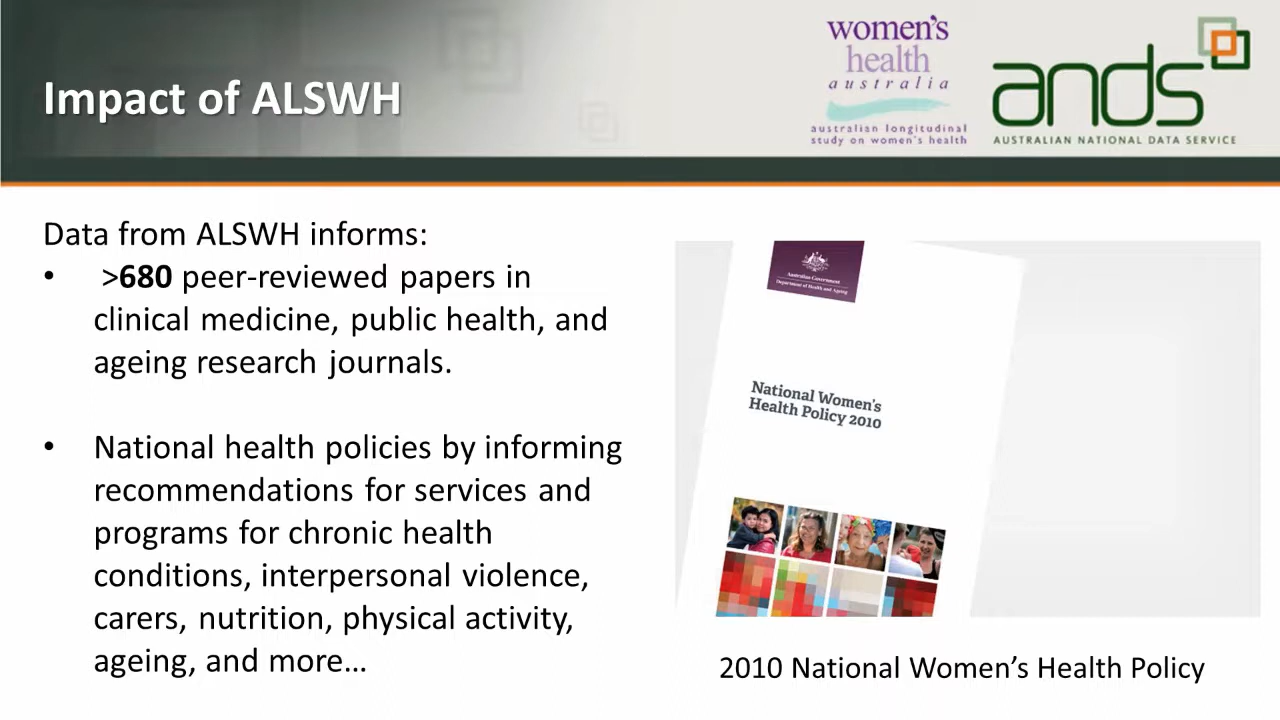 Impact of ALSWH
women's
health
australia
australian longitudinal
study on women's health
ands
AUSTRALIAN NATIONAL DATA SERVICE
Data from ALSWH informs:
• >680 peer-reviewed papers in
clinical medicine, public health, and
ageing research journals.
• National health policies by informing
recommendations for services and
programs for chronic health
conditions, interpersonal violence,
carers, nutrition, physical activity,
ageing, and more…
Australian Government
Department of Health and Ageing
National Women's
Health Policy 2010
2010 National Women’s Health Policy